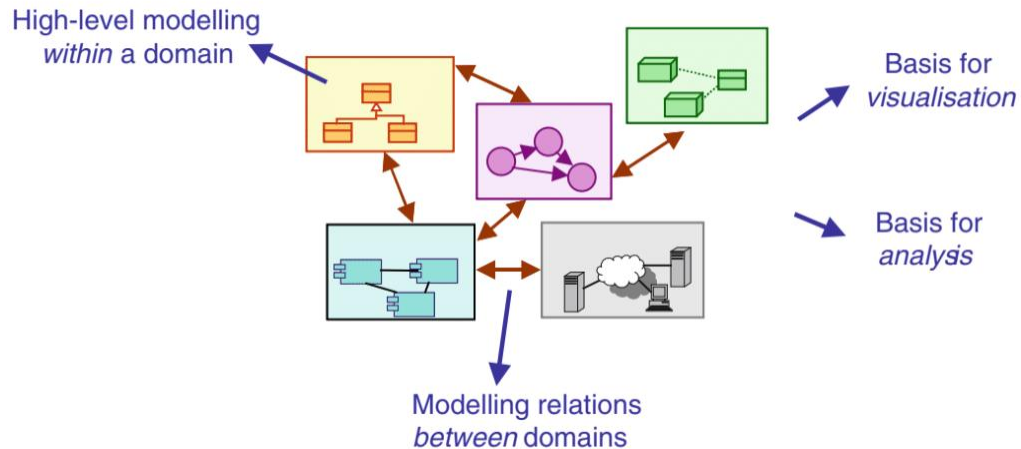 High-level modelling
within a domain
Basis for
visualisation
Basis for
analysis
Modelling relations
between domains